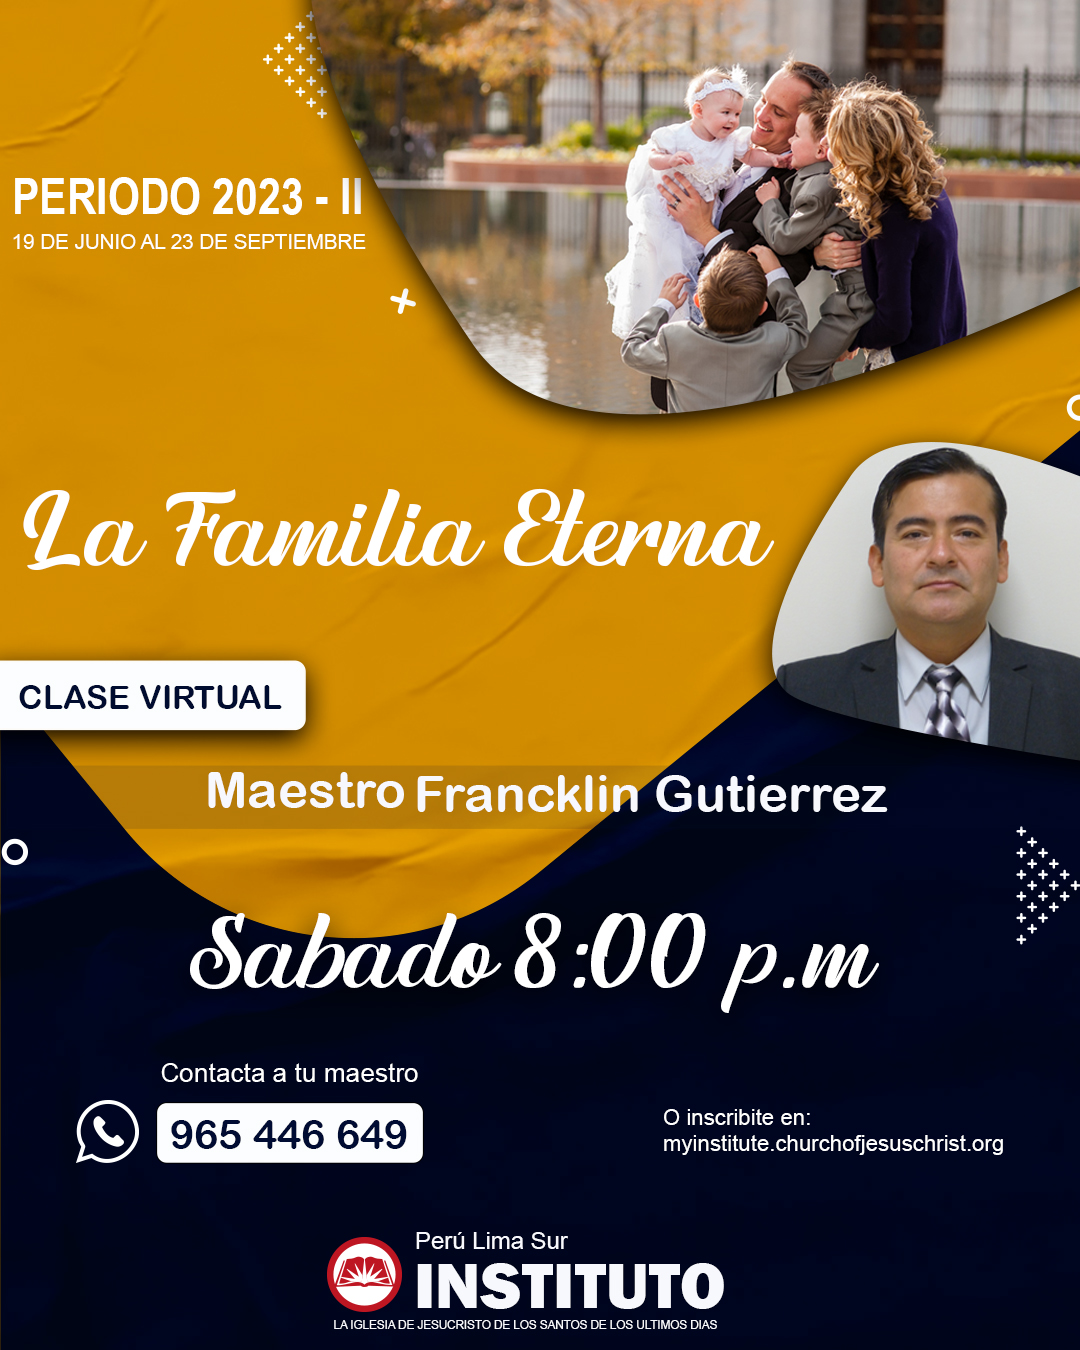 PERIODO 2023 - II
19 DE JUNIO AL 23 DE SEPTIEMBRE
La Familia Eterna
CLASE VIRTUAL
Maestro Francklin Gutierrez
Sabado 8:00 p.m
Contacta a tu maestro
965 446 649
O inscribite en:
myinstitute.churchofjesuschrist.org
Perú Lima Sur
INSTITUTO
LA IGLESIA DE JESUCRISTO DE LOS SANTOS DE LOS ULTIMOS DIAS